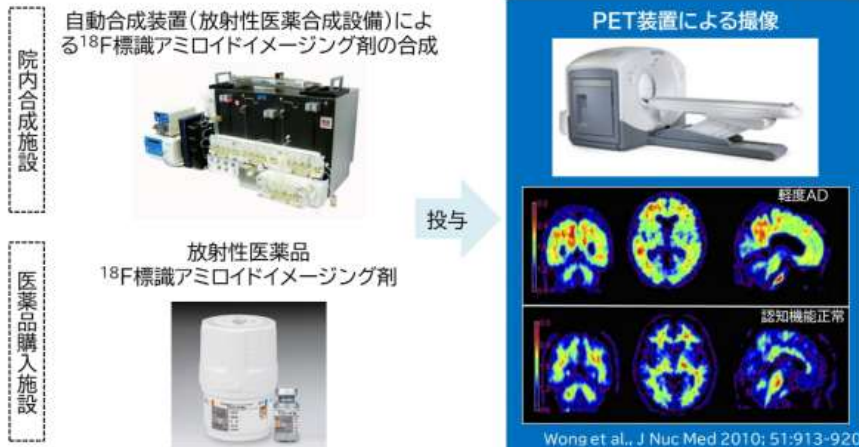 院内合成施設
自動合成装置(放射性医薬合成設備)によ
る¹⁸F標識アミロイドイメージング剤の合成
医薬品購入施設
放射性医薬品
¹⁸F標識アミロイドイメージング剤
投与
PET装置による撮像
軽度AD
認知機能正常
Wong et al., J Nuc Med 2010; 51:913-920